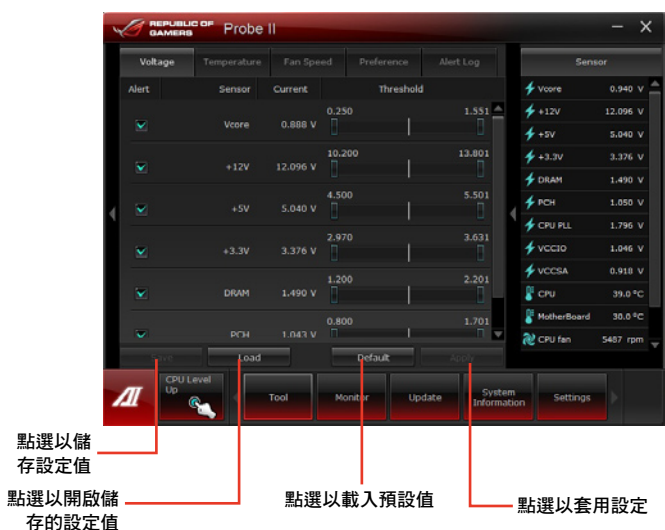 REPUBLIC OF
GAMERS
Probe II
Voltage Temperature Fan Speed Preference Alert Log
Sensor
Alert Sensor Current Threshold
Vcore 0.888 V 0.250 1.551
+12V 12.096 V 10.200 13.801
+5V 5.040 V 4.500 5.501
+3.3V 3.376 V 2.970 3.631
DRAM 1.490 V 1.200 2.201
PCH 1.043 V 0.800 1.701
Vcore 0.940 V
+12V 12.096 V
+5V 5.040 V
+3.3V 3.376 V
DRAM 1.490 V
PCH 1.050 V
CPU PLL 1.796 V
VCCIO 1.046 V
VCCSA 0.918 V
CPU 39.0 °C
MotherBoard 30.0 °C
CPU fan 5487 rpm
Save Load Default Apply
CPU Level
Up
Tool Monitor Update System
Information Settings
點選以儲
存設定值
點選以開啟儲
存的設定值
點選以載入預設值
點選以套用設定